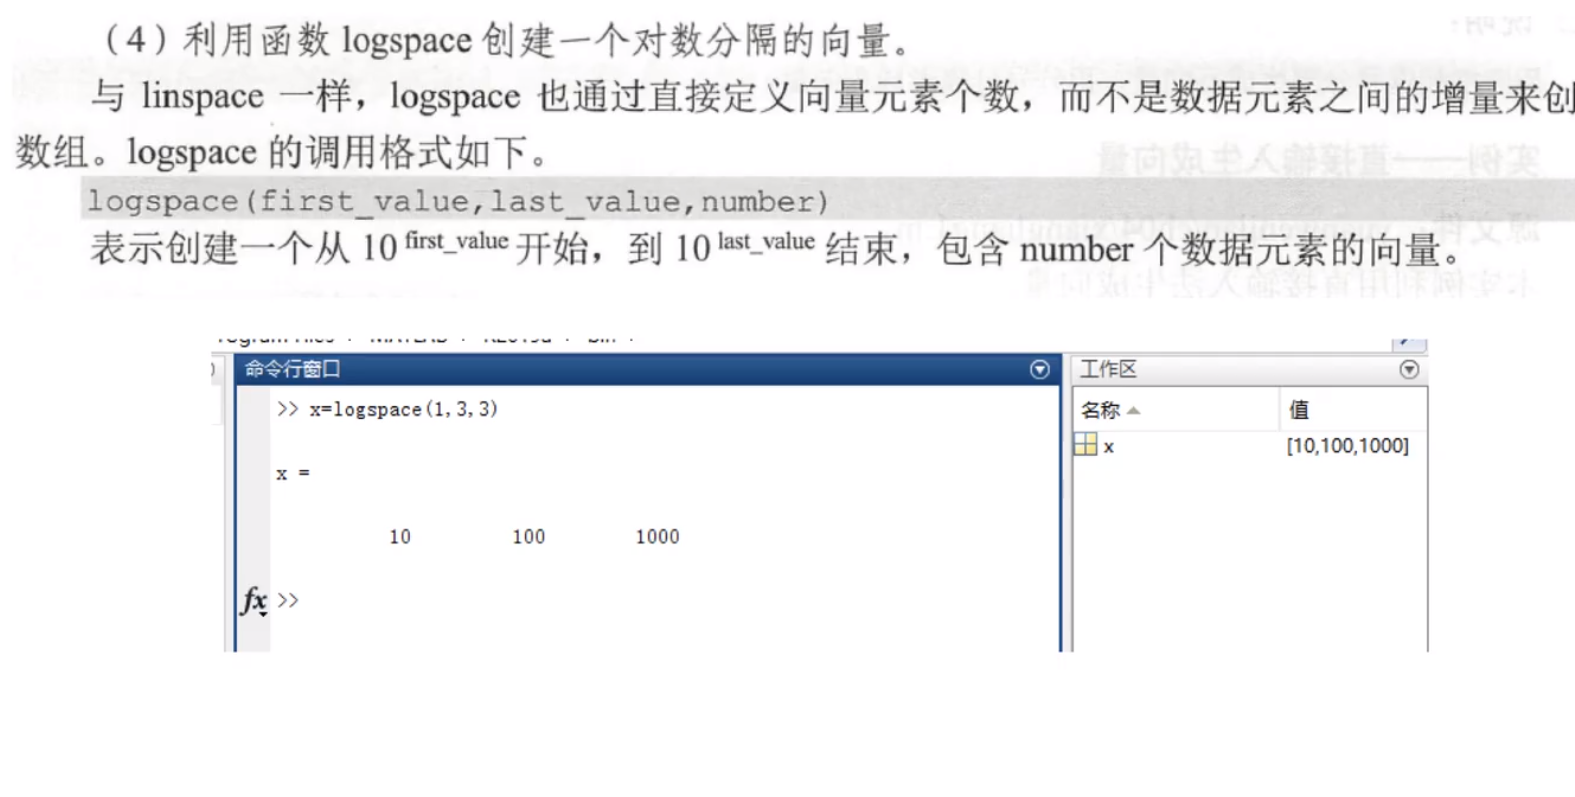 （4）利用函数 logspace 创建一个对数分隔的向量。
与 linspace 一样，logspace 也通过直接定义向量元素个数，而不是数据元素之间的增量来创
数组。logspace 的调用格式如下。
logspace(first_value,last_value,number)
表示创建一个从 10 first_value 开始，到 10 last_value 结束，包含 number 个数据元素的向量。
命令行窗口
工作区
>> x=logspace(1,3,3)
名称 值
x [10,100,1000]
x =
10 100 1000
fx >>